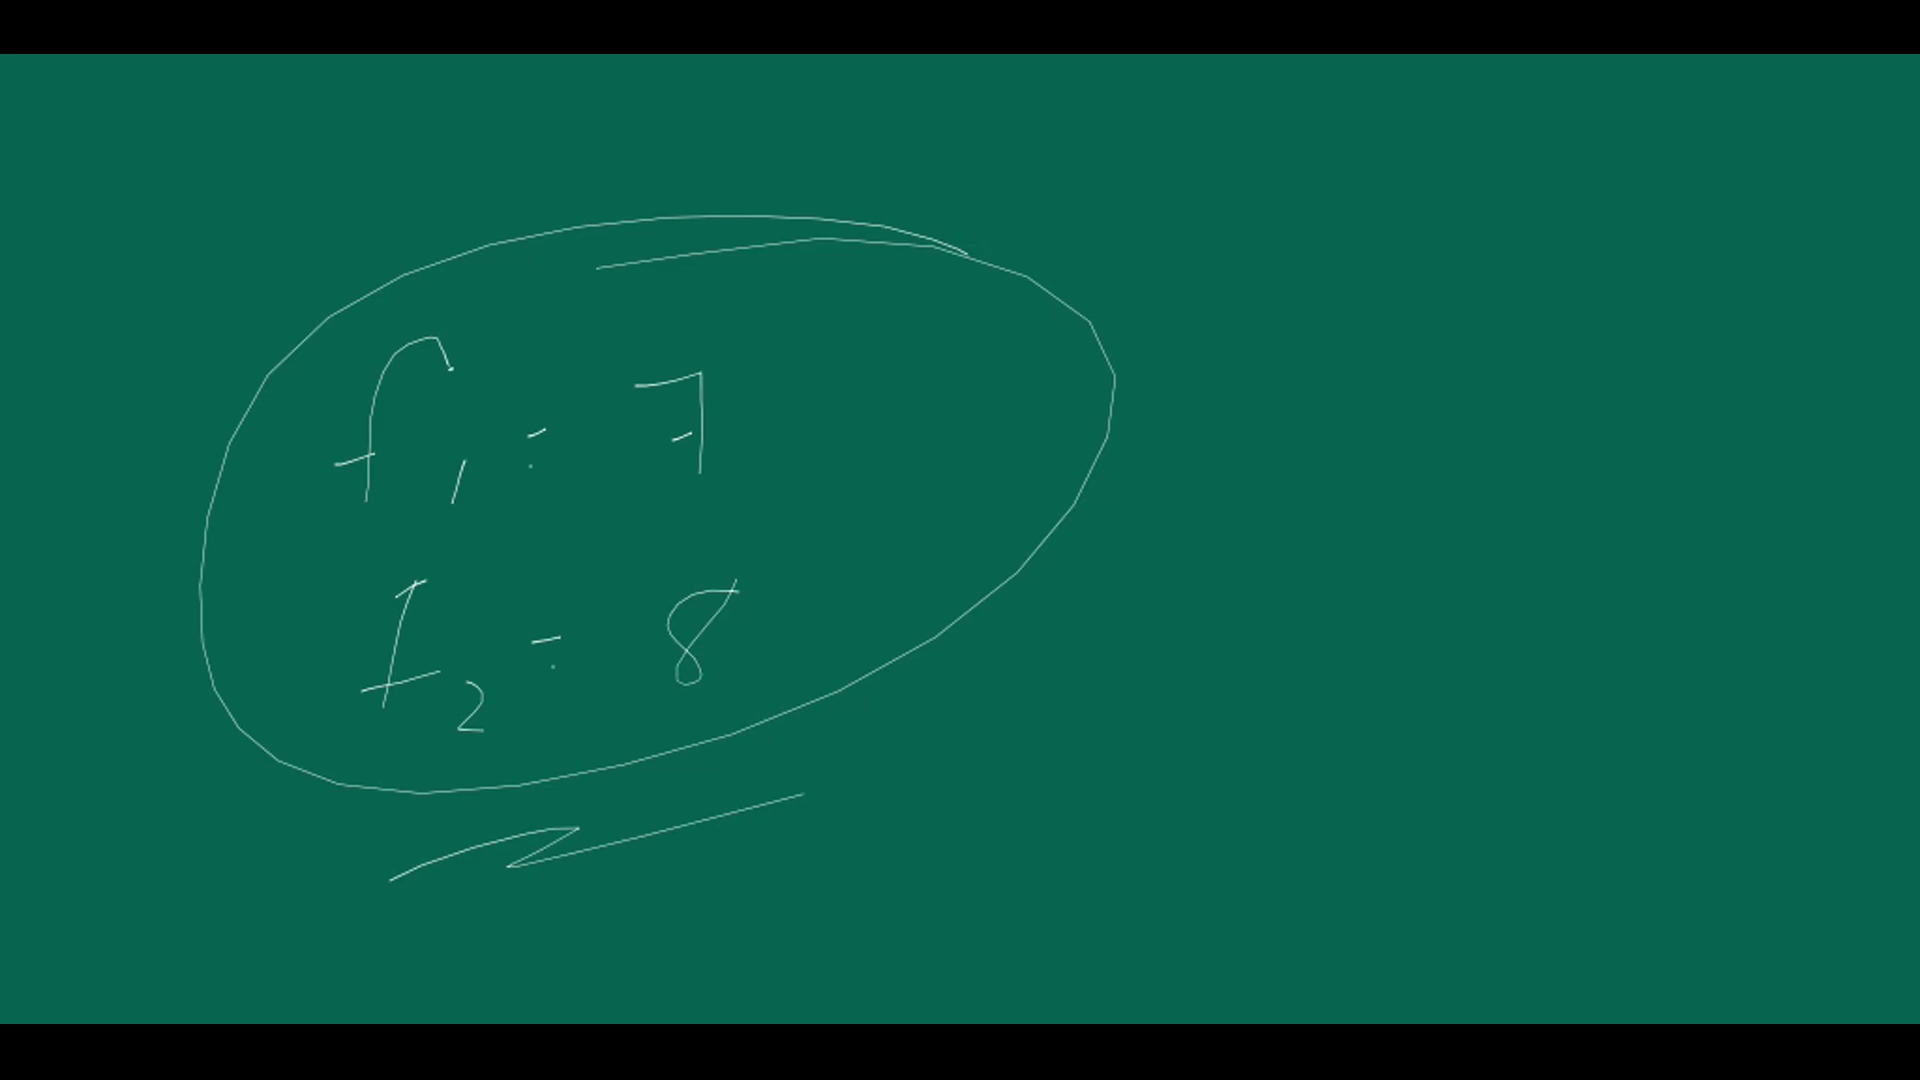 f₁ = 7
f₂ = 8